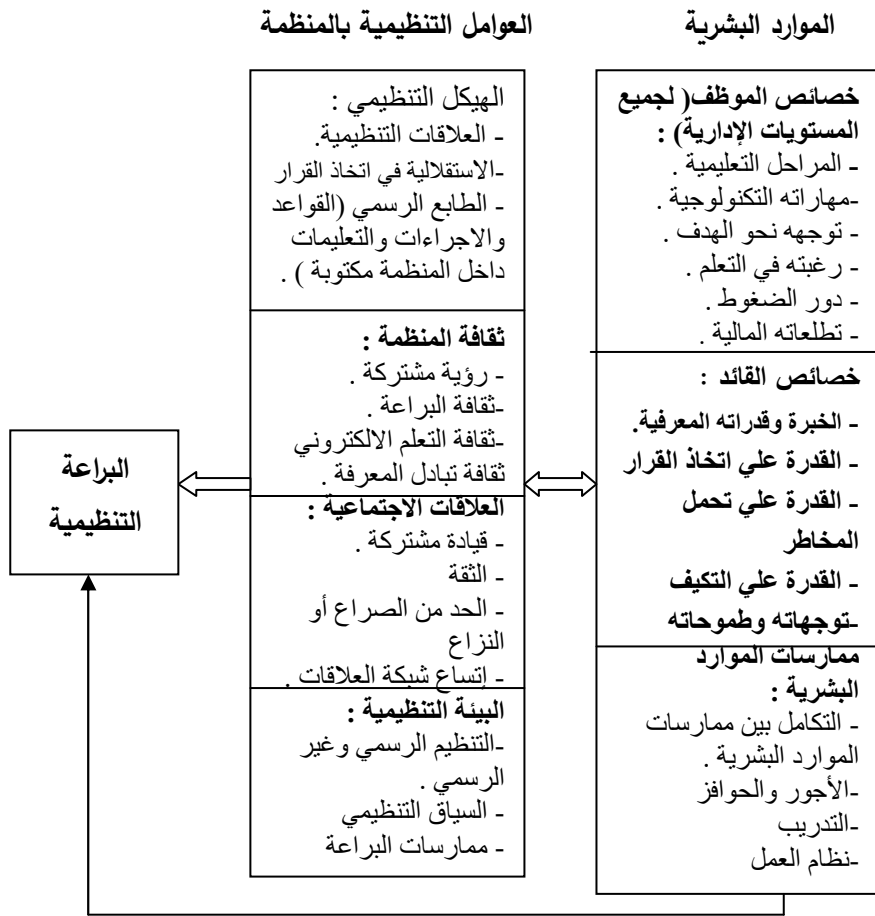 الموارد البشرية
خصائص الموظف( لجميع
المستويات الإدارية) :
- المراحل التعليمية .
-مهاراته التكنولوجية .
- توجهه نحو الهدف .
- رغبته في التعلم .
- دور الضغوط .
- تطلعاته المالية .
خصائص القائد :
- الخبرة وقدراته المعرفية.
- القدرة علي اتخاذ القرار
- القدرة علي تحمل
المخاطر
- القدرة علي التكيف
-توجهاته وطموحاته
ممارسات الموارد
البشرية :
- التكامل بين ممارسات
الموارد البشرية .
-الأجور والحوافز
-التدريب
-نظام العمل
العوامل التنظيمية بالمنظمة
الهيكل التنظيمي :
- العلاقات التنظيمية.
-الاستقلالية في اتخاذ القرار
- الطابع الرسمي (القواعد
والاجراءات والتعليمات
داخل المنظمة مكتوبة ) .
ثقافة المنظمة :
- رؤية مشتركة .
-ثقافة البراعة .
-ثقافة التعلم الالكتروني
ثقافة تبادل المعرفة .
العلاقات الاجتماعية :
- قيادة مشتركة .
- الثقة
- الحد من الصراع أو
النزاع
- إتساع شبكة العلاقات .
البيئة التنظيمية :
-التنظيم الرسمي وغير
الرسمي .
- السياق التنظيمي
- ممارسات البراعة
البراعة
التنظيمية